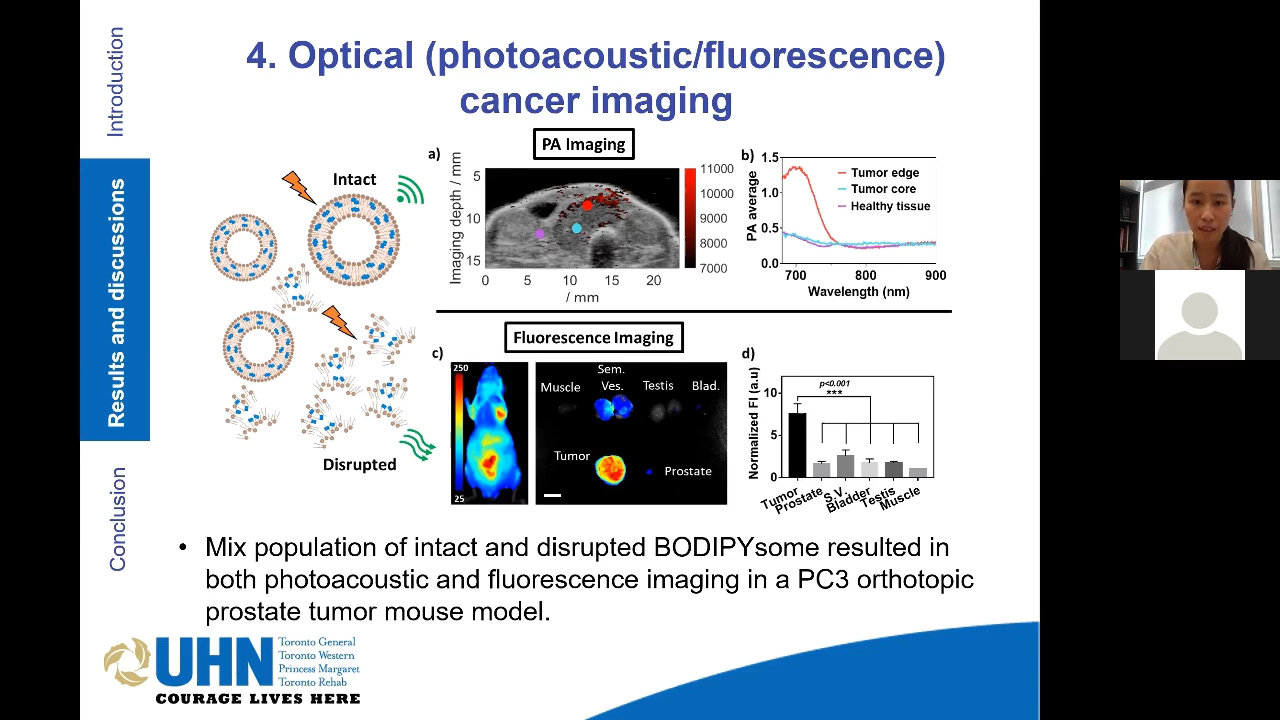 Introduction
Results and discussions
Conclusion
4. Optical (photoacoustic/fluorescence)
cancer imaging
Intact
Disrupted
a)
PA Imaging
Imaging depth / mm
5
10
15
0 5 10 15 20
/ mm
11000
10000
9000
8000
7000
b)
PA average
1.5
1.0
0.5
0.0
Tumor edge
Tumor core
Healthy tissue
700 800 900
Wavelength (nm)
Fluorescence Imaging
c)
250
25
Muscle
Sem.
Ves.
Testis
Blad.
Tumor
Prostate
d)
Normalized FI (a.u)
10
5
0
p<0.001
***
Tumor
Prostate
S.V.
Bladder
Testis
Muscle
• Mix population of intact and disrupted BODIPYsome resulted in
both photoacoustic and fluorescence imaging in a PC3 orthotopic
prostate tumor mouse model.
UHN
Toronto General
Toronto Western
Princess Margaret
Toronto Rehab
COURAGE LIVES HERE